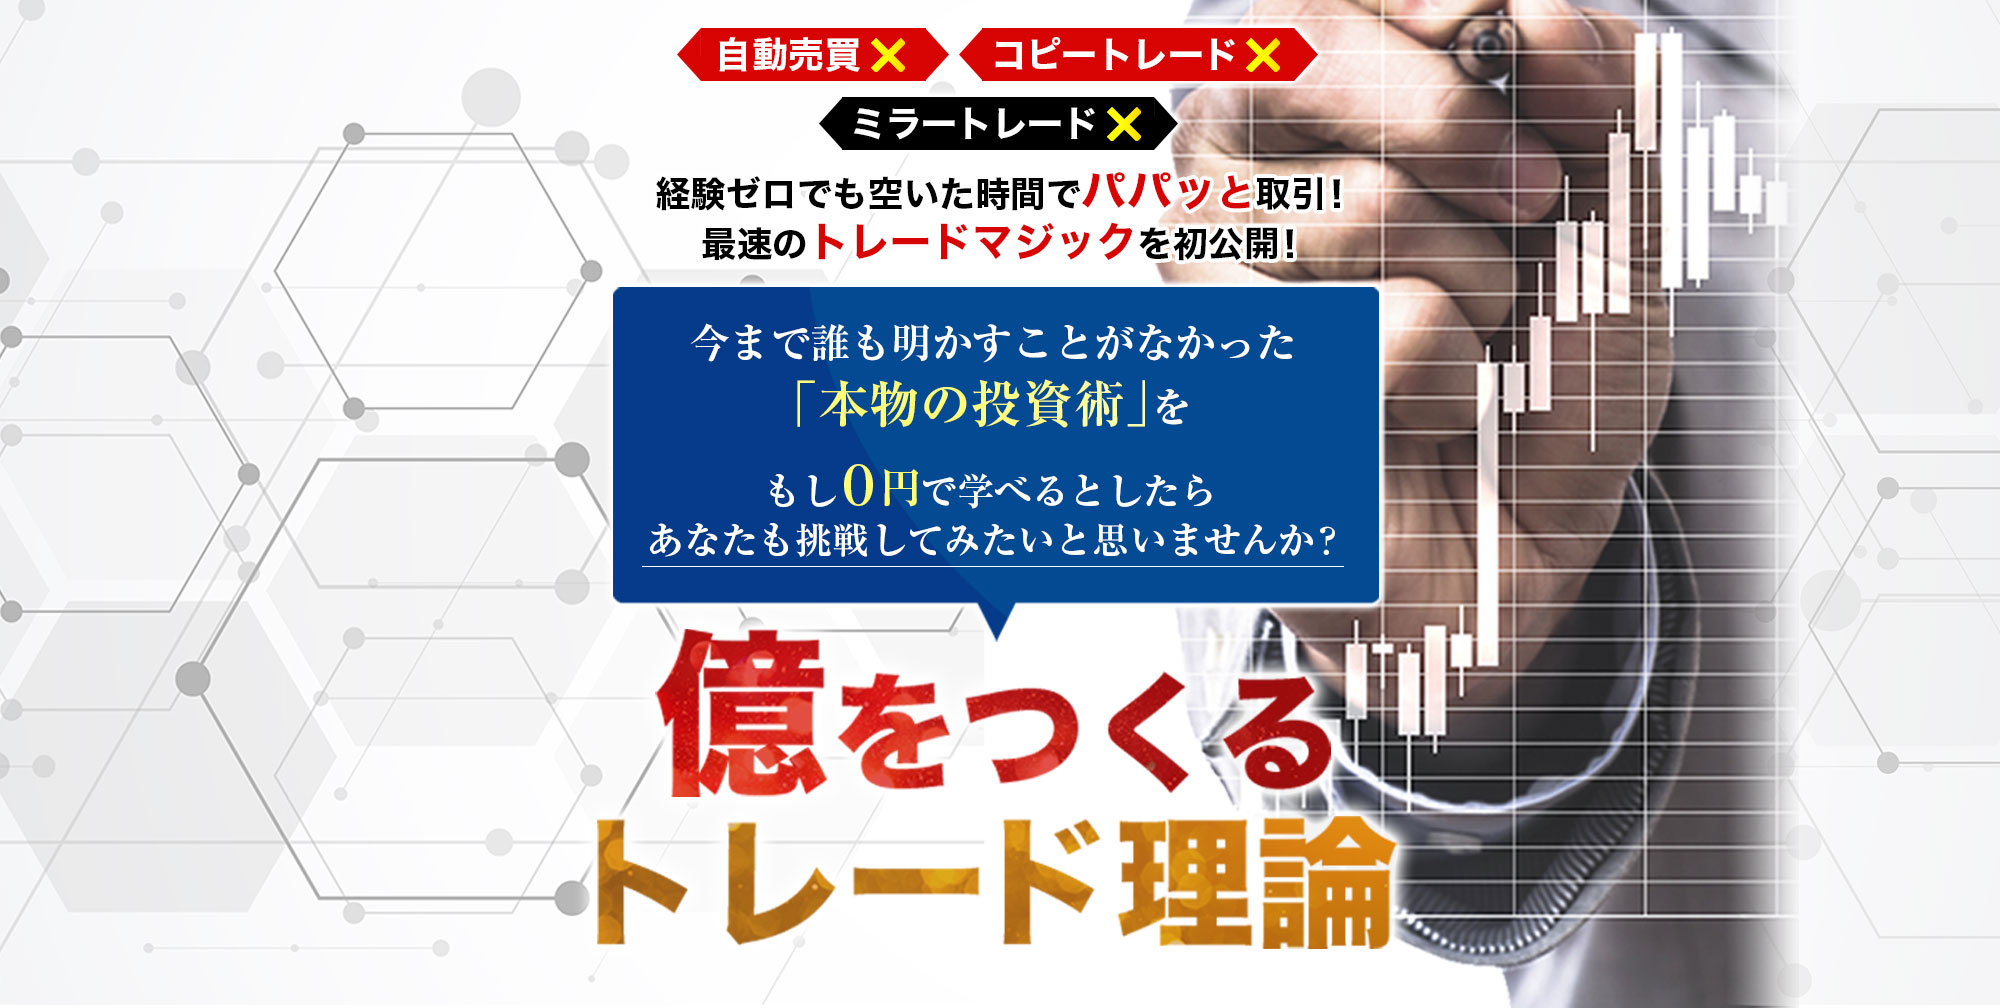 自動売買× コピートレード×
ミラートレード×
経験ゼロでも空いた時間でパパッと取引!
最速のトレードマジックを初公開!
今まで誰も明かすことがなかった
「本物の投資術」を
もし0円で学べるとしたら
あなたも挑戦してみたいと思いませんか?
億をつくる
トレード理論